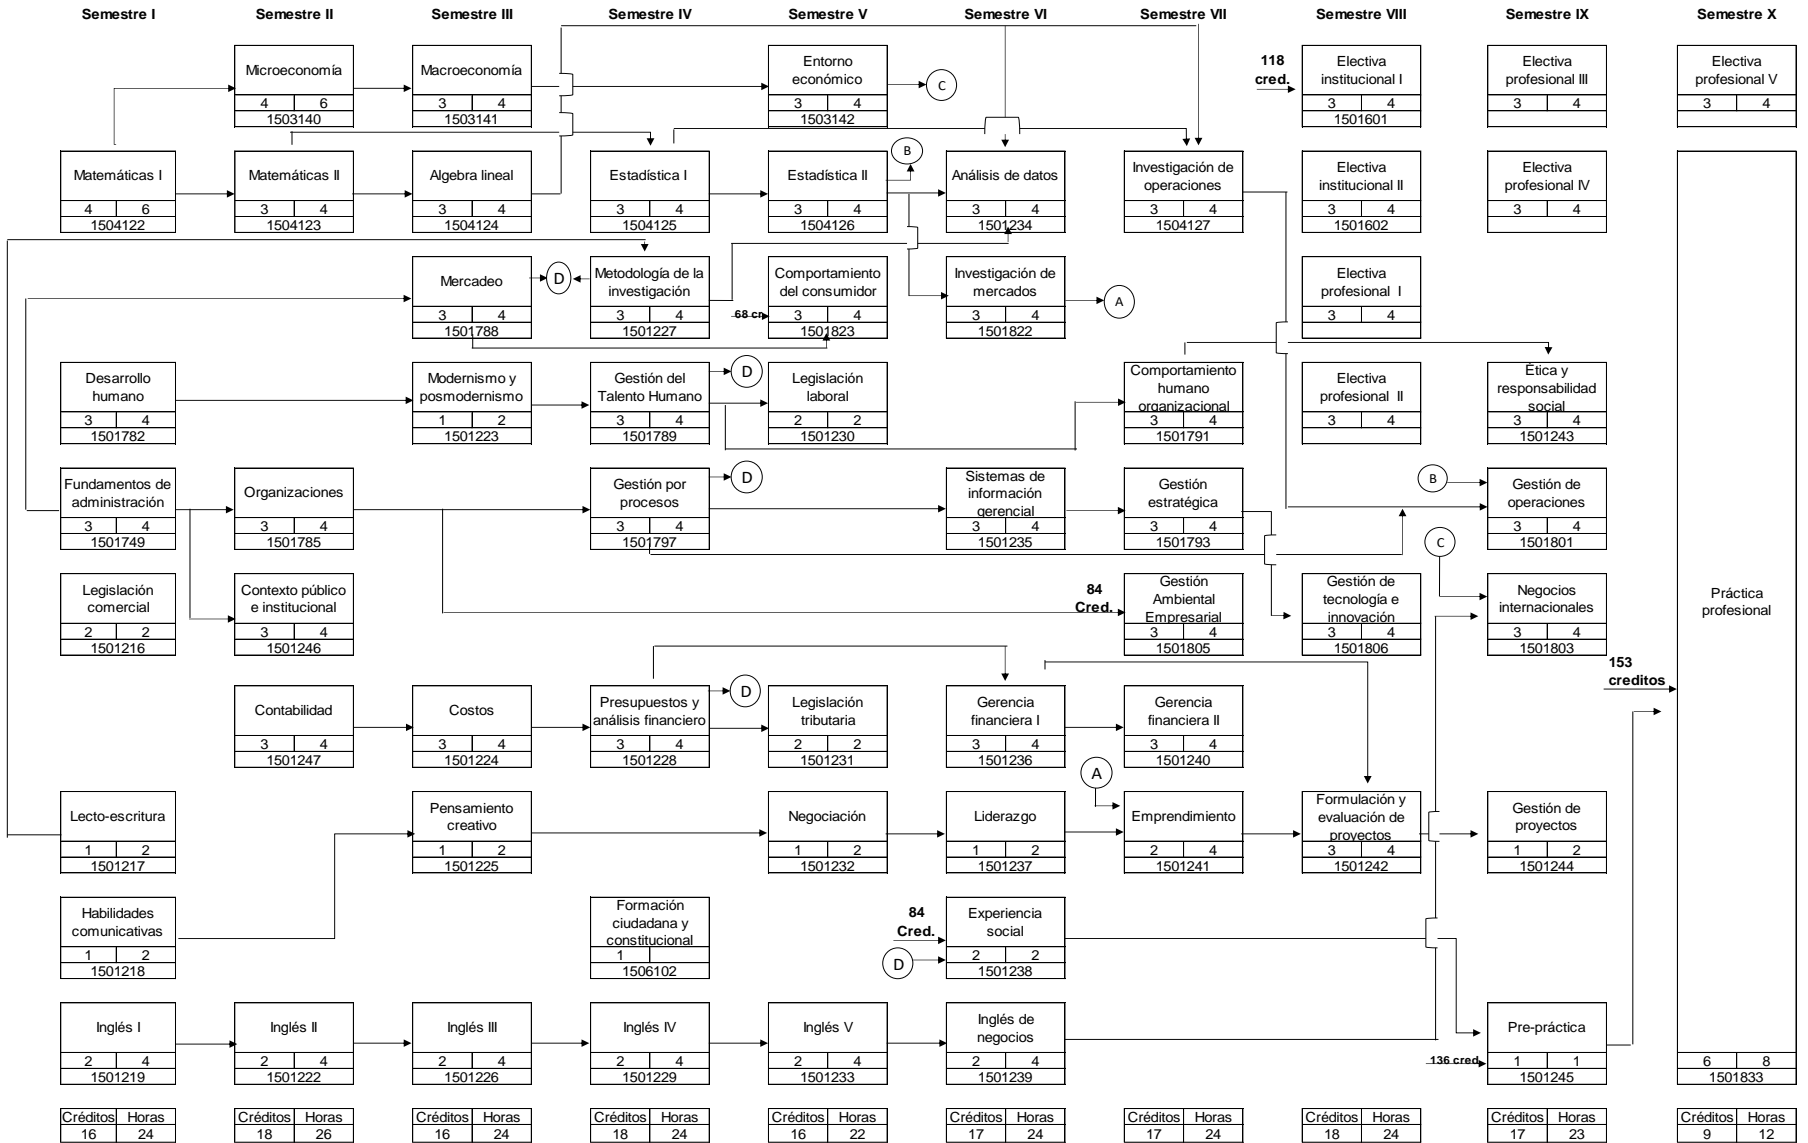 Semestre I Semestre II Semestre III Semestre IV Semestre V Semestre VI Semestre VII Semestre VIII Semestre IX Semestre X
Microeconomía
4 6
1503140
Macroeconomía
3 4
1503141
Entorno
económico
3 4
1503142
C
118
cred.
Electiva
institucional I
3 4
1501601
Electiva
profesional III
3 4
Electiva
profesional V
3 4
Matemáticas I
4 6
1504122
Matemáticas II
3 4
1504123
Algebra lineal
3 4
1504124
Estadística I
3 4
1504125
Estadística II
3 4
1504126
B
Análisis de datos
3 4
1501234
Investigación de
operaciones
3 4
1504127
Electiva
institucional II
3 4
1501602
Electiva
profesional IV
3 4
Mercadeo
3 4
1501788
D
Metodología de la
investigación
3 4
1501227
68 cr
Comportamiento
del consumidor
3 4
1501823
Investigación de
mercados
3 4
1501822
A
Electiva
profesional I
3 4
Desarrollo
humano
3 4
1501782
Modernismo y
posmodernismo
1 2
1501223
Gestión del
Talento Humano
3 4
1501789
D
Legislación
laboral
2 2
1501230
Comportamiento
humano
organizacional
3 4
1501791
Electiva
profesional II
3 4
Ética y
responsabilidad
social
3 4
1501243
Fundamentos de
administración
3 4
1501749
Organizaciones
3 4
1501785
Gestión por
procesos
3 4
1501797
D
Sistemas de
información
gerencial
3 4
1501235
Gestión
estratégica
3 4
1501793
B
Gestión de
operaciones
3 4
1501801
C
Legislación
comercial
2 2
1501216
Contexto público
e institucional
3 4
1501246
84
Cred.
Gestión
Ambiental
Empresarial
3 4
1501805
Gestión de
tecnología e
innovación
3 4
1501806
Negocios
internacionales
3 4
1501803
Práctica
profesional
6 8
1501833
153
creditos
Contabilidad
3 4
1501247
Costos
3 4
1501224
Presupuestos y
análisis financiero
3 4
1501228
D
Legislación
tributaria
2 2
1501231
Gerencia
financiera I
3 4
1501236
Gerencia
financiera II
3 4
1501240
A
Lecto-escritura
1 2
1501217
Pensamiento
creativo
1 2
1501225
Negociación
1 2
1501232
Liderazgo
1 2
1501237
Emprendimiento
2 4
1501241
Formulación y
evaluación de
proyectos
3 4
1501242
Gestión de
proyectos
1 2
1501244
Habilidades
comunicativas
1 2
1501218
Formación
ciudadana y
constitucional
1
1506102
84
Cred.
D
Experiencia
social
2 2
1501238
Inglés I
2 4
1501219
Inglés II
2 4
1501222
Inglés III
2 4
1501226
Inglés IV
2 4
1501229
Inglés V
2 4
1501233
Inglés de
negocios
2 4
1501239
136 cred
Pre-práctica
1 1
1501245
Créditos Horas Créditos Horas Créditos Horas Créditos Horas Créditos Horas Créditos Horas Créditos Horas Créditos Horas Créditos Horas Créditos Horas
16 24 18 26 16 24 18 24 16 22 17 24 17 24 18 24 17 23 9 12